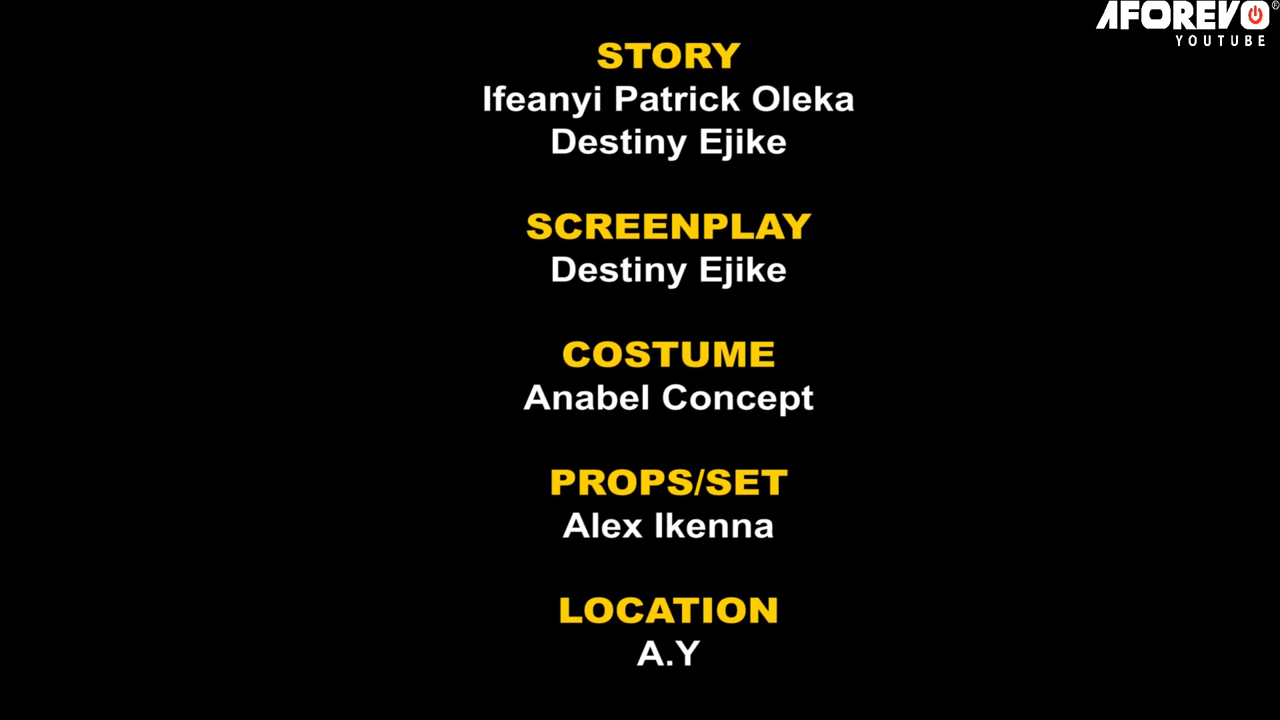 AFOREVO®
YOUTUBE
STORY
Ifeanyi Patrick Oleka
Destiny Ejike
SCREENPLAY
Destiny Ejike
COSTUME
Anabel Concept
PROPS/SET
Alex Ikenna
LOCATION
A.Y